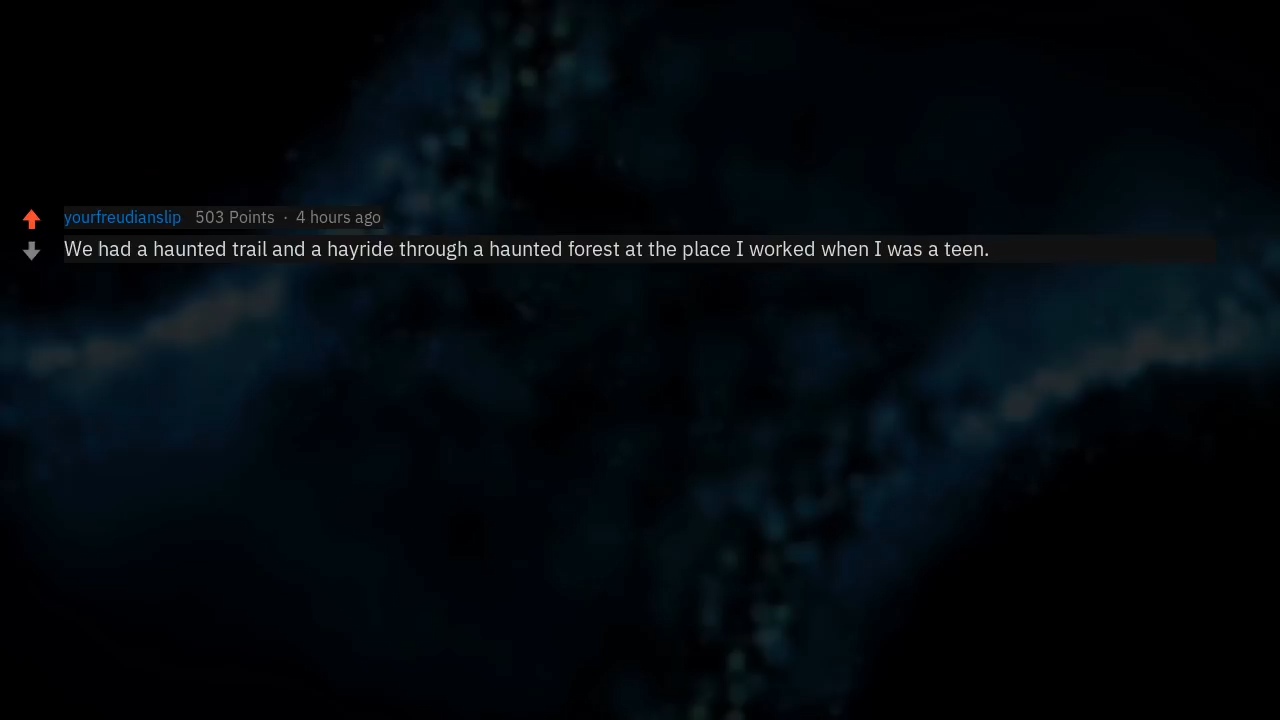 yourfreudianslip 503 Points · 4 hours ago
We had a haunted trail and a hayride through a haunted forest at the place I worked when I was a teen.